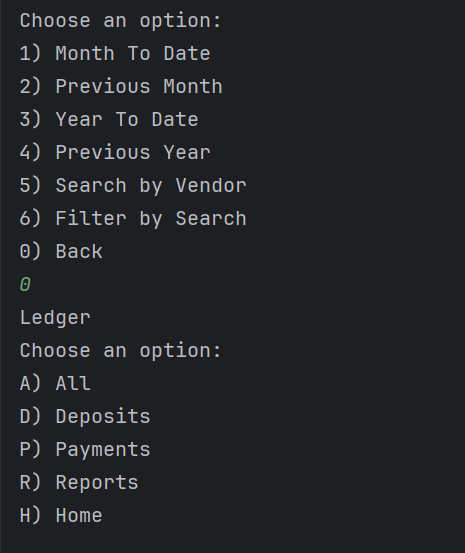 Choose an option:
1) Month To Date
2) Previous Month
3) Year To Date
4) Previous Year
5) Search by Vendor
6) Filter by Search
0) Back
0
Ledger
Choose an option:
A) All
D) Deposits
P) Payments
R) Reports
H) Home